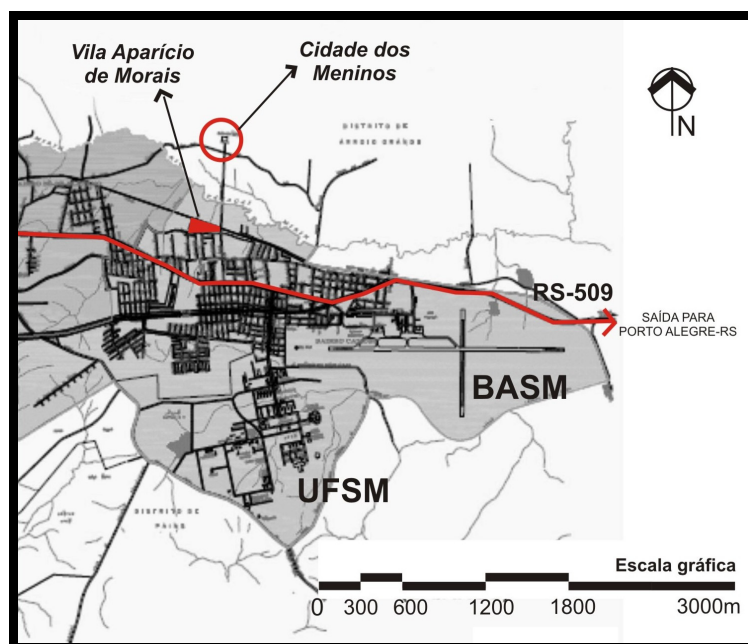 Vila Aparício
de Morais
Cidade dos
Meninos
DISTRITO DE
ARROIO GRANDE
N
RS-509
SAÍDA PARA
PORTO ALEGRE-RS
BASM
UFSM
DISTRITO DE
PAINS
Escala gráfica
0 300 600 1200 1800 3000m